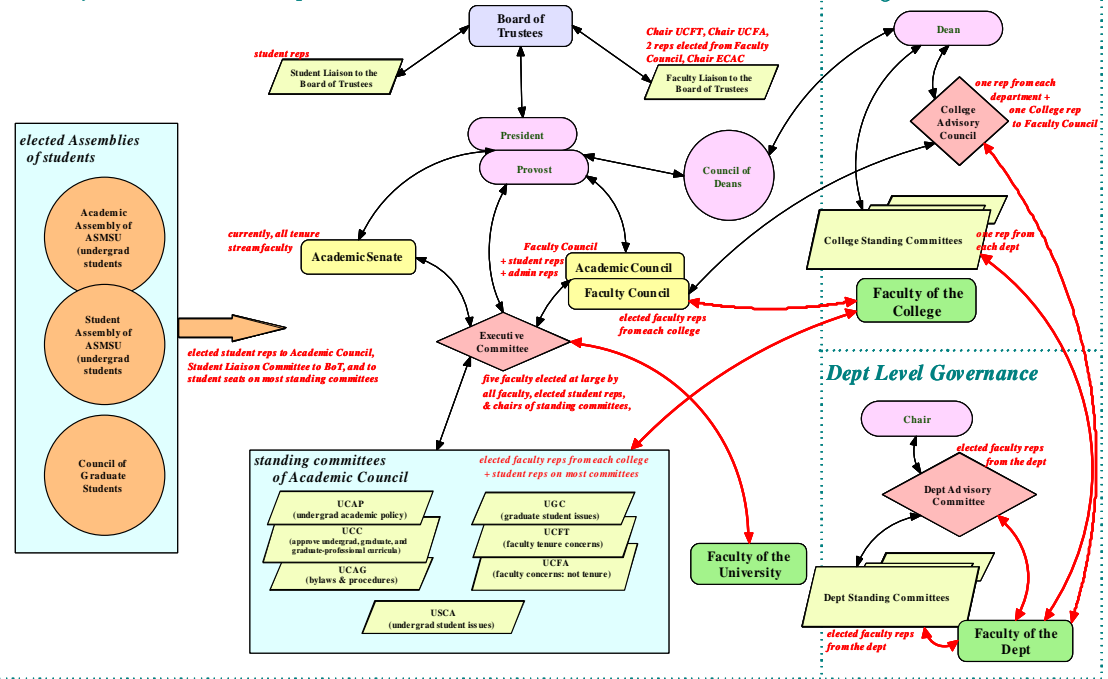 Board of
Trustees
student reps
Student Liaison to the
Board of Trustees
Chair UCFT, Chair UCFA,
2 reps elected from Faculty
Council, Chair ECAC
Faculty Liaison to the
Board of Trustees
elected Assemblies
of students
Academic
Assembly of
ASMSU
(undergrad
students
Student
Assembly of
ASMSU
(undergrad
students
Council of
Graduate
Students
elected student reps to Academic Council,
Student Liaison Committee to BoT, and to
student seats on most standing committees
President
Provost
Council of
Deans
currently, all tenure
stream faculty
Academic Senate
Faculty Council
+ student reps
+ admin reps
Academic Council
Faculty Council
elected faculty reps
from each college
Executive
Committee
five faculty elected at large by
all faculty, elected student reps,
& chairs of standing committees,
standing committees
of Academic Council
elected faculty reps from each college
+ student reps on most committees
UCAP
(undergrad academic policy)
UCC
(approve undergrad, graduate, and
graduate-professional curricula)
UCAG
(bylaws & procedures)
UGC
(graduate student issues)
UCFT
(faculty tenure concerns)
UCFA
(faculty concerns: not tenure)
USCA
(undergrad student issues)
Faculty of the
University
Dean
College
Advisory
Council
one rep from each
department +
one College rep
to Faculty Council
College Standing Committees
one rep from
each dept
Faculty of the
College
Dept Level Governance
Chair
elected faculty reps
from the dept
Dept Advisory
Committee
Dept Standing Committees
elected faculty reps
from the dept
Faculty of the
Dept